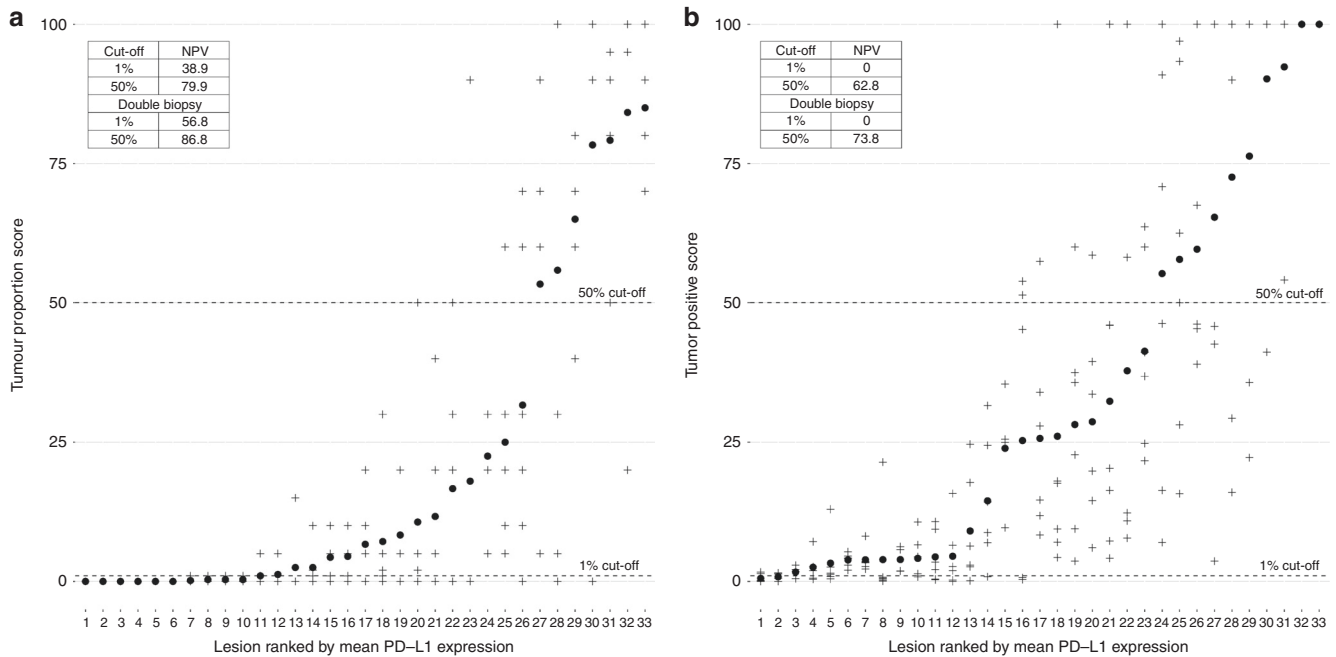 a
Cut-off NPV
1% 38.9
50% 79.9
Double biopsy
1% 56.8
50% 86.8
Tumour proportion score
100
75
50
25
0
50% cut-off
1% cut-off
1 2 3 4 5 6 7 8 9 10 11 12 13 14 15 16 17 18 19 20 21 22 23 24 25 26 27 28 29 30 31 32 33
Lesion ranked by mean PD–L1 expression
b
Cut-off NPV
1% 0
50% 62.8
Double biopsy
1% 0
50% 73.8
Tumor positive score
100
75
50
25
0
50% cut-off
1% cut-off
1 2 3 4 5 6 7 8 9 10 11 12 13 14 15 16 17 18 19 20 21 22 23 24 25 26 27 28 29 30 31 32 33
Lesion ranked by mean PD–L1 expression